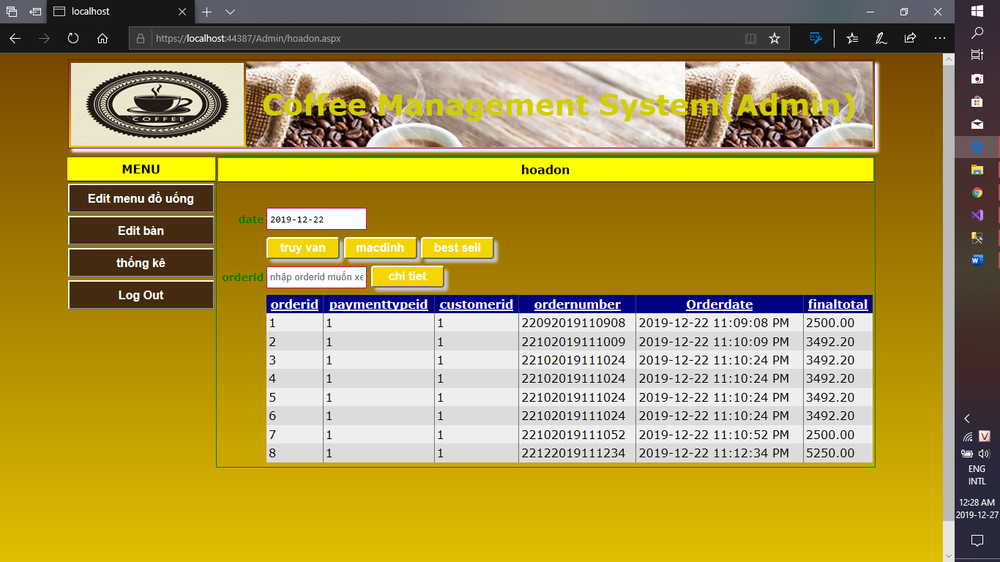 localhost
https://localhost:44387/Admin/hoadon.aspx
COFFEE
Coffee Management System(Admin)
MENU
Edit menu đồ uống
Edit bàn
thống kê
Log Out
hoadon
date 2019-12-22
truy van macdinh best sell
orderid nhập orderid muốn xe chi tiet
orderid paymenttypeid customerid ordernumber Orderdate finaltotal
1 1 1 22092019110908 2019-12-22 11:09:08 PM 2500.00
2 1 1 22102019111009 2019-12-22 11:10:09 PM 3492.20
3 1 1 22102019111024 2019-12-22 11:10:24 PM 3492.20
4 1 1 22102019111024 2019-12-22 11:10:24 PM 3492.20
5 1 1 22102019111024 2019-12-22 11:10:24 PM 3492.20
6 1 1 22102019111024 2019-12-22 11:10:24 PM 3492.20
7 1 1 22102019111052 2019-12-22 11:10:52 PM 2500.00
8 1 1 22122019111234 2019-12-22 11:12:34 PM 5250.00
V
ENG
INTL
12:28 AM
2019-12-27